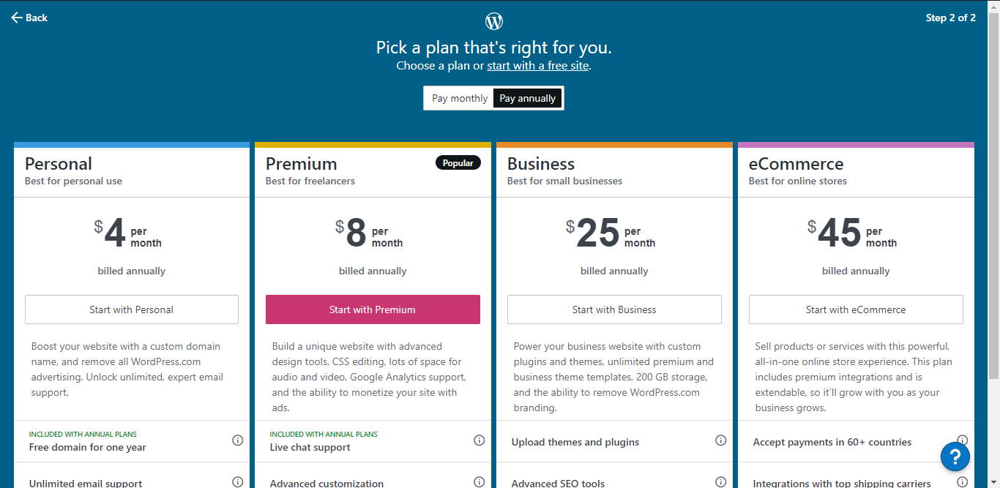 Back
Step 2 of 2
Pick a plan that's right for you.
Choose a plan or start with a free site.
Pay monthly
Pay annually
Personal
Best for personal use
$4 per month
billed annually
Start with Personal
Boost your website with a custom domain
name, and remove all WordPress.com
advertising. Unlock unlimited, expert email
support.
INCLUDED WITH ANNUAL PLANS
Free domain for one year
Unlimited email support
Premium
Popular
Best for freelancers
$8 per month
billed annually
Start with Premium
Build a unique website with advanced
design tools, CSS editing, lots of space for
audio and video, Google Analytics support,
and the ability to monetize your site with
ads.
INCLUDED WITH ANNUAL PLANS
Live chat support
Advanced customization
Business
Best for small businesses
$25 per month
billed annually
Start with Business
Power your business website with custom
plugins and themes, unlimited premium and
business theme templates, 200 GB storage,
and the ability to remove WordPress.com
branding.
Upload themes and plugins
Advanced SEO tools
eCommerce
Best for online stores
$45 per month
billed annually
Start with eCommerce
Sell products or services with this powerful,
all-in-one online store experience. This plan
includes premium integrations and is
extendable, so it’ll grow with you as your
business grows.
Accept payments in 60+ countries
Integrations with top shipping carriers
?